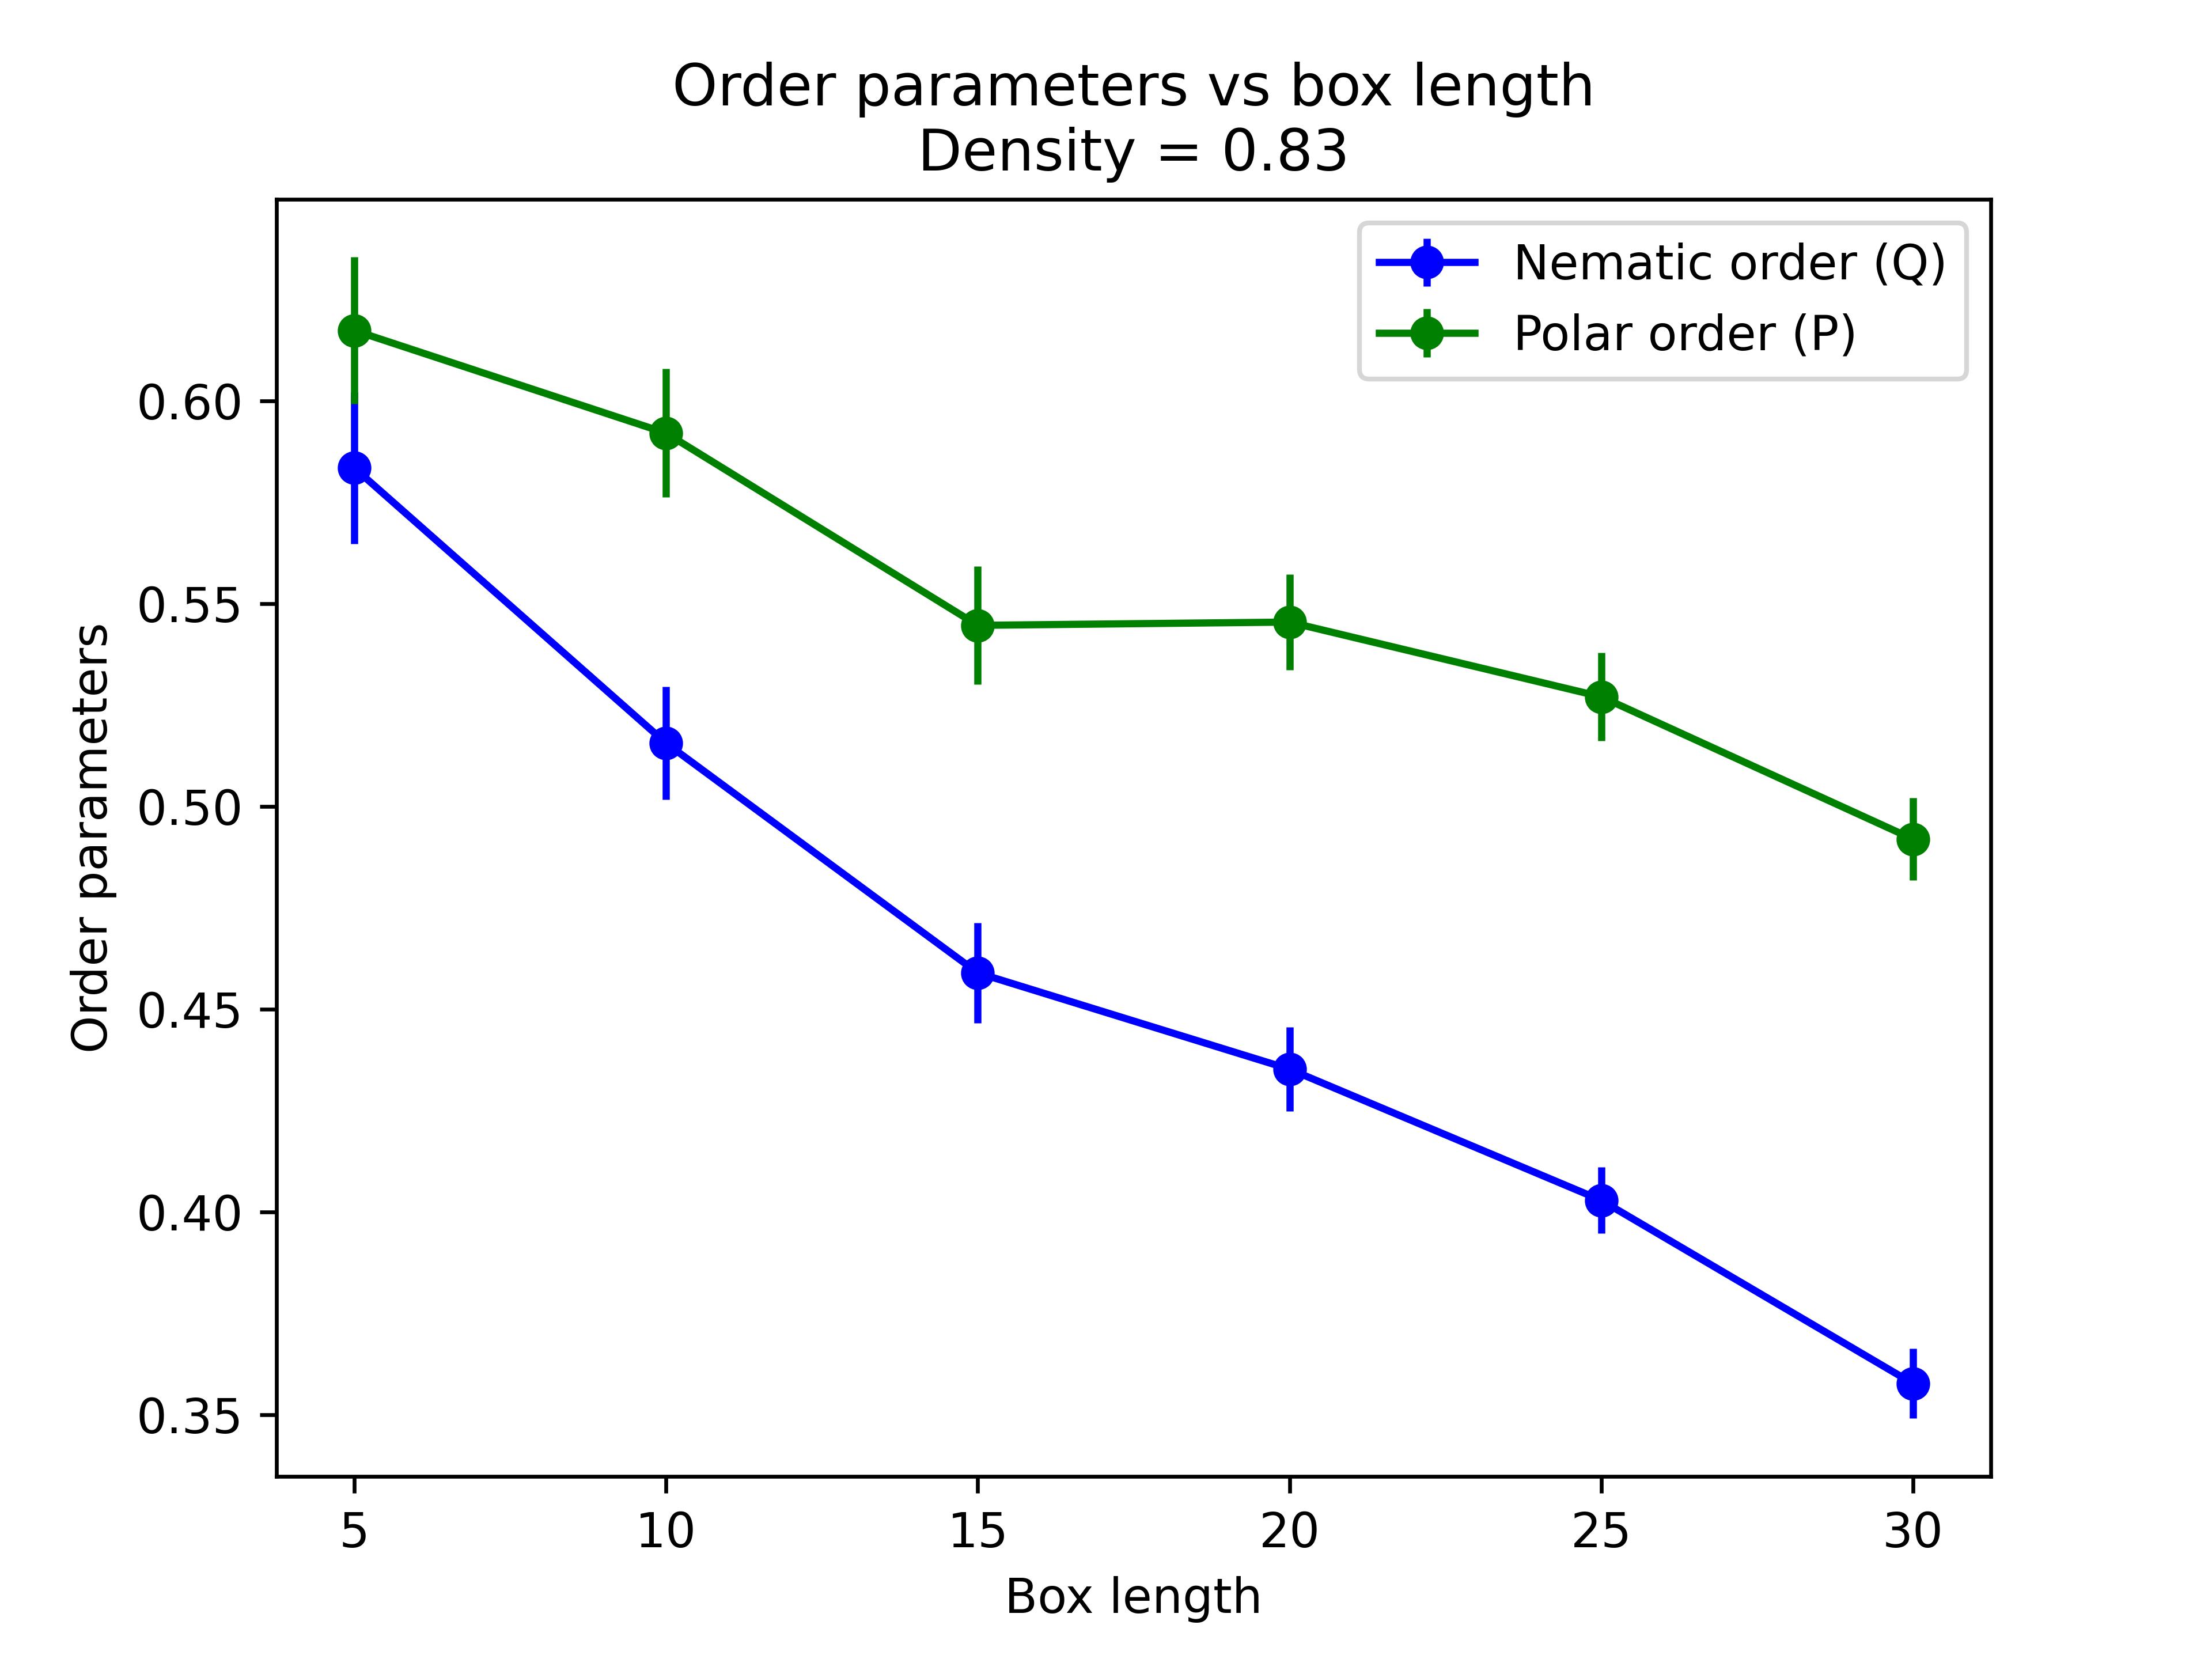 Order parameters vs box length
Density = 0.83
Nematic order (Q)
Polar order (P)
Order parameters
0.60
0.55
0.50
0.45
0.40
0.35
5 10 15 20 25 30
Box length